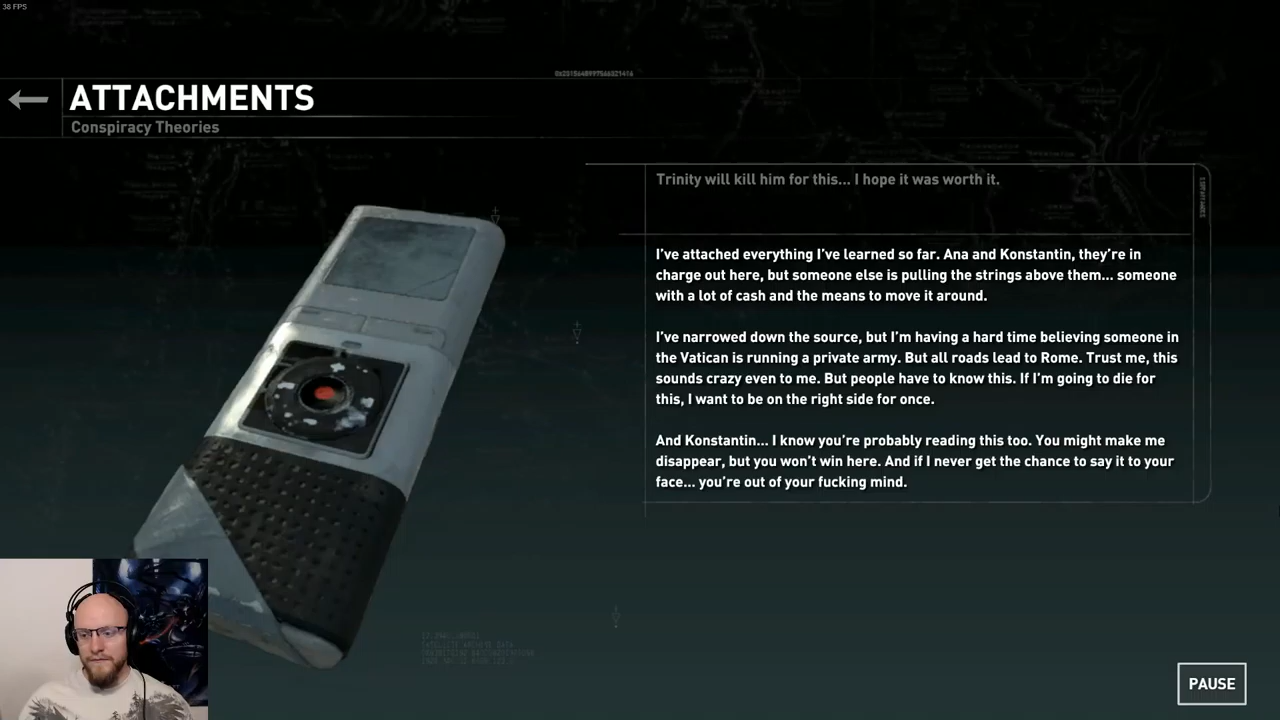 38 FPS
ATTACHMENTS
Conspiracy Theories
Trinity will kill him for this... I hope it was worth it.
I've attached everything I've learned so far. Ana and Konstantin, they're in
charge out here, but someone else is pulling the strings above them... someone
with a lot of cash and the means to move it around.
I've narrowed down the source, but I'm having a hard time believing someone in
the Vatican is running a private army. But all roads lead to Rome. Trust me, this
sounds crazy even to me. But people have to know this. If I'm going to die for
this, I want to be on the right side for once.
And Konstantin... I know you're probably reading this too. You might make me
disappear, but you won't win here. And if I never get the chance to say it to your
face... you're out of your fucking mind.
PAUSE